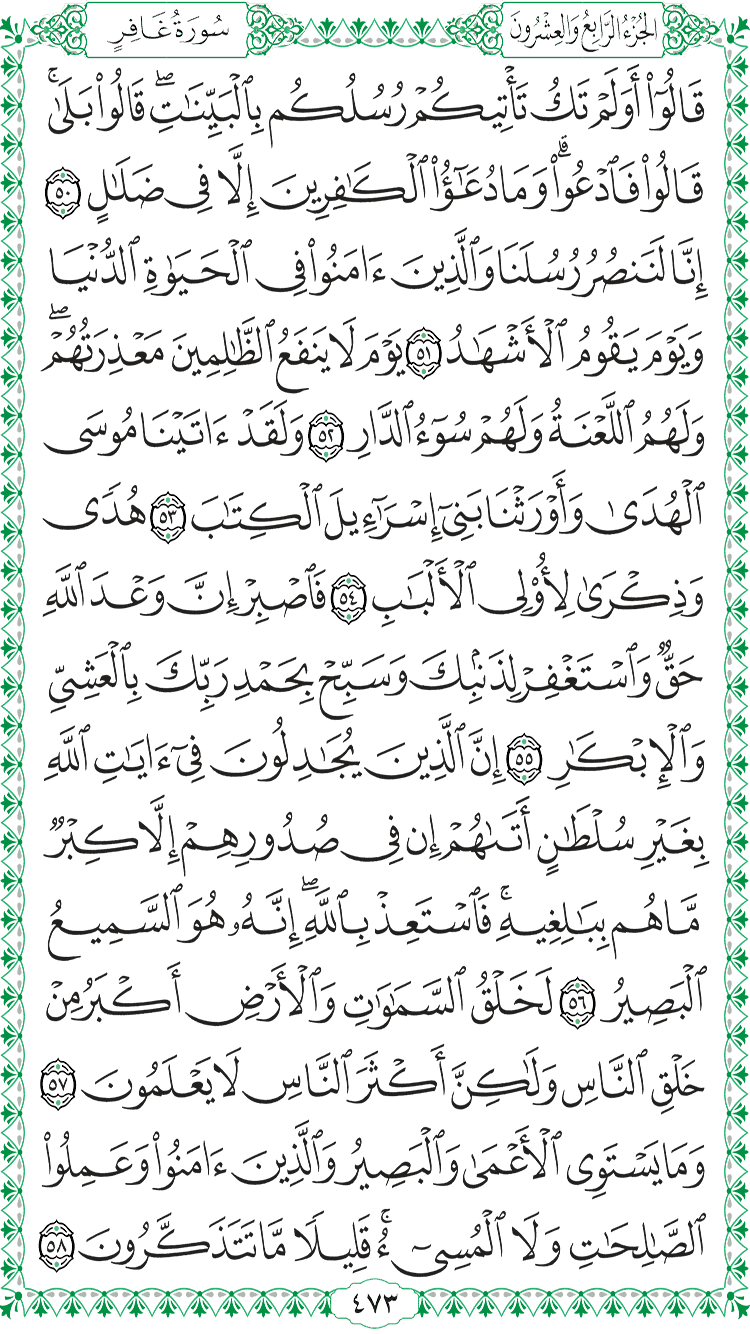 الجُزْءُ الرَّابِعُ وَالعِشْرُونَ
سُورَةُ غَافِرٍ
قَالُوٓا۟ أَوَلَمْ تَكُ تَأْتِيكُمْ رُسُلُكُم بِٱلْبَيِّنَٰتِۖ قَالُوا۟ بَلَىٰۚ
قَالُوا۟ فَٱدْعُوا۟ۗ وَمَا دُعَٰٓؤُا۟ ٱلْكَٰفِرِينَ إِلَّا فِى ضَلَٰلٍ ٥٠
إِنَّا لَنَنصُرُ رُسُلَنَا وَٱلَّذِينَ ءَامَنُوا۟ فِى ٱلْحَيَوٰةِ ٱلدُّنْيَا
وَيَوْمَ يَقُومُ ٱلْأَشْهَٰدُ ٥١ يَوْمَ لَا يَنفَعُ ٱلظَّٰلِمِينَ مَعْذِرَتُهُمْۖ
وَلَهُمُ ٱللَّعْنَةُ وَلَهُمْ سُوٓءُ ٱلدَّارِ ٥٢ وَلَقَدْ ءَاتَيْنَا مُوسَى
ٱلْهُدَىٰ وَأَوْرَثْنَا بَنِىٓ إِسْرَٰٓءِيلَ ٱلْكِتَٰبَ ٥٣ هُدًى
وَذِكْرَىٰ لِأُو۟لِى ٱلْأَلْبَٰبِ ٥٤ فَٱصْبِرْ إِنَّ وَعْدَ ٱللَّهِ
حَقٌّ وَٱسْتَغْفِرْ لِذَنۢبِكَ وَسَبِّحْ بِحَمْدِ رَبِّكَ بِٱلْعَشِىِّ
وَٱلْإِبْكَٰرِ ٥٥ إِنَّ ٱلَّذِينَ يُجَٰدِلُونَ فِىٓ ءَايَٰتِ ٱللَّهِ
بِغَيْرِ سُلْطَٰنٍ أَتَىٰهُمْ إِن فِى صُدُورِهِمْ إِلَّا كِبْرٌ
مَّا هُم بِبَٰلِغِيهِۚ فَٱسْتَعِذْ بِٱللَّهِۖ إِنَّهُۥ هُوَ ٱلسَّمِيعُ
ٱلْبَصِيرُ ٥٦ لَخَلْقُ ٱلسَّمَٰوَٰتِ وَٱلْأَرْضِ أَكْبَرُ مِنْ
خَلْقِ ٱلنَّاسِ وَلَٰكِنَّ أَكْثَرَ ٱلنَّاسِ لَا يَعْلَمُونَ ٥٧
وَمَا يَسْتَوِى ٱلْأَعْمَىٰ وَٱلْبَصِيرُ وَٱلَّذِينَ ءَامَنُوا۟ وَعَمِلُوا۟
ٱلصَّٰلِحَٰتِ وَلَا ٱلْمُسِىٓءُۚ قَلِيلًا مَّا تَتَذَكَّرُونَ ٥٨
٤٧٣